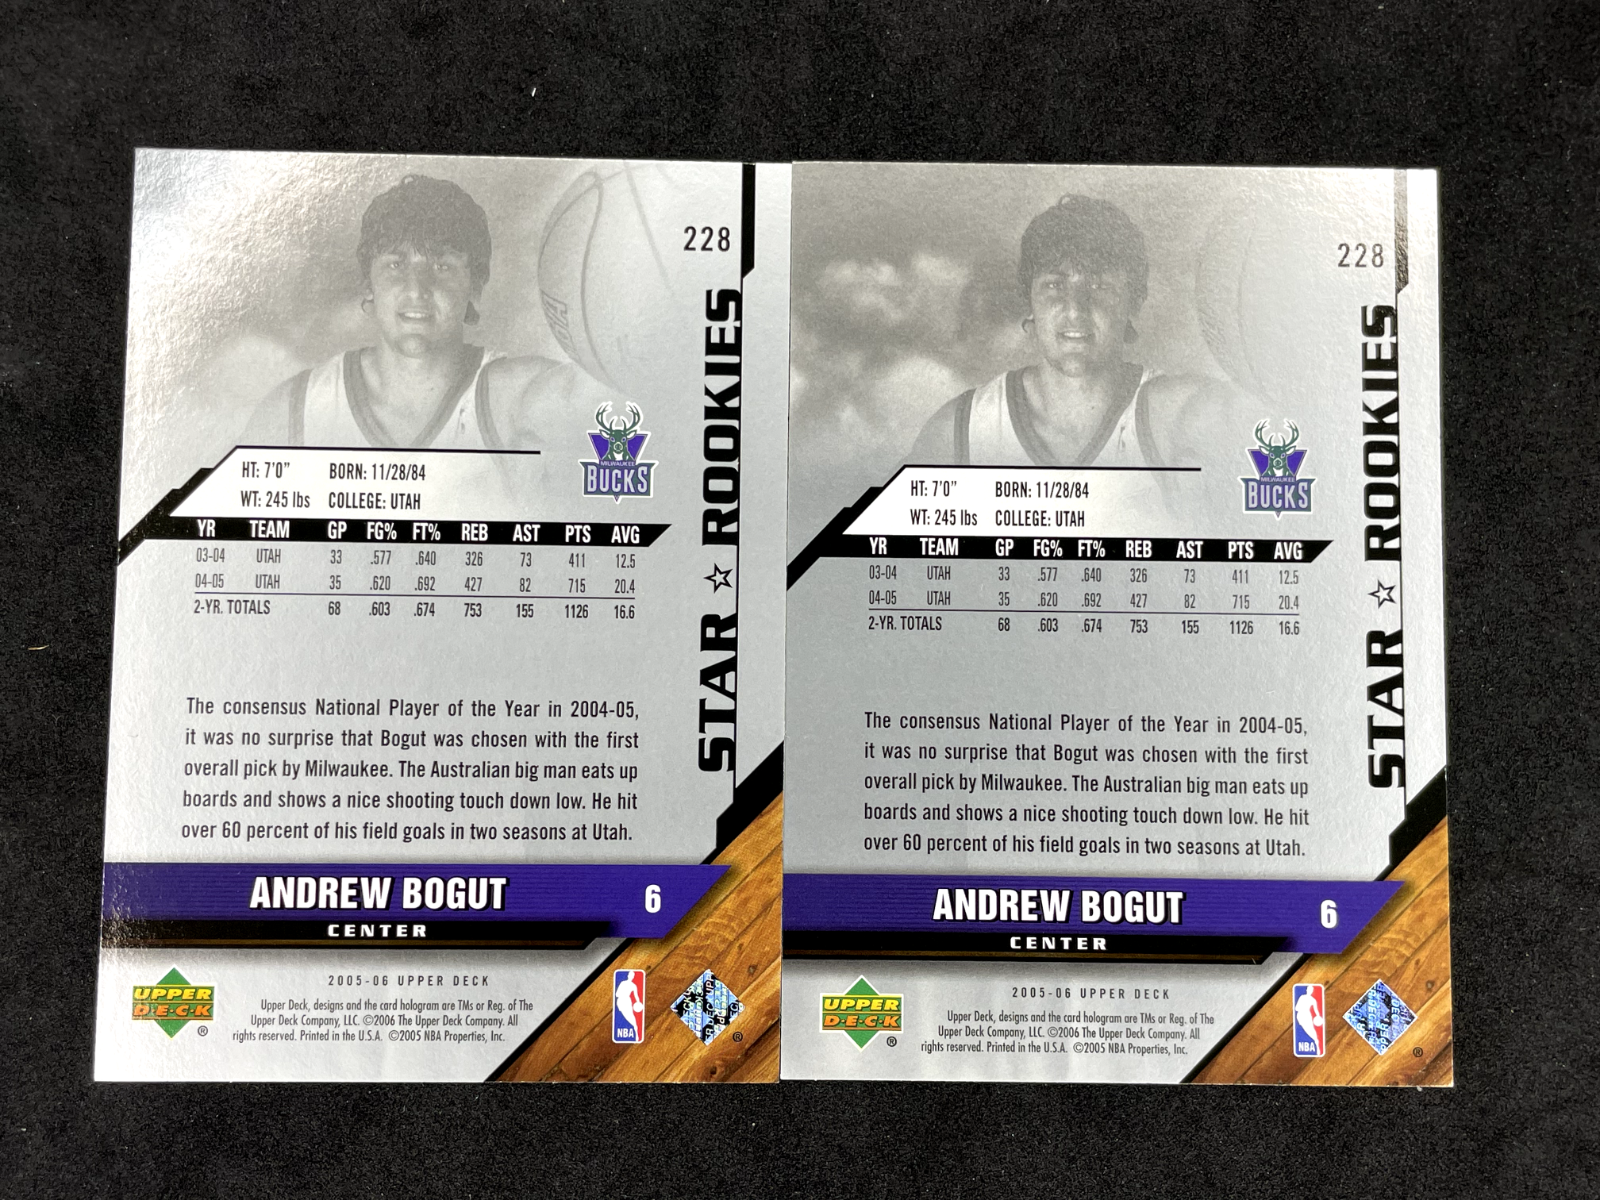 228
STAR ☆ ROOKIES
MILWAUKEE
BUCKS
HT: 7'0" BORN: 11/28/84
WT: 245 lbs COLLEGE: UTAH
YR TEAM GP FG% FT% REB AST PTS AVG
03-04 UTAH 33 .577 .640 326 73 411 12.5
04-05 UTAH 35 .620 .692 427 82 715 20.4
2-YR. TOTALS 68 .603 .674 753 155 1126 16.6
The consensus National Player of the Year in 2004-05,
it was no surprise that Bogut was chosen with the first
overall pick by Milwaukee. The Australian big man eats up
boards and shows a nice shooting touch down low. He hit
over 60 percent of his field goals in two seasons at Utah.
ANDREW BOGUT 6
CENTER
UPPER
D·E·C·K
®
2005-06 UPPER DECK
Upper Deck, designs and the card hologram are TMs or Reg. of The
Upper Deck Company, LLC. ©2006 The Upper Deck Company. All
rights reserved. Printed in the U.S.A. ©2005 NBA Properties, Inc.
NBA
®
228
STAR ☆ ROOKIES
MILWAUKEE
BUCKS
HT: 7'0" BORN: 11/28/84
WT: 245 lbs COLLEGE: UTAH
YR TEAM GP FG% FT% REB AST PTS AVG
03-04 UTAH 33 .577 .640 326 73 411 12.5
04-05 UTAH 35 .620 .692 427 82 715 20.4
2-YR. TOTALS 68 .603 .674 753 155 1126 16.6
The consensus National Player of the Year in 2004-05,
it was no surprise that Bogut was chosen with the first
overall pick by Milwaukee. The Australian big man eats up
boards and shows a nice shooting touch down low. He hit
over 60 percent of his field goals in two seasons at Utah.
ANDREW BOGUT 6
CENTER
UPPER
D·E·C·K
®
2005-06 UPPER DECK
Upper Deck, designs and the card hologram are TMs or Reg. of The
Upper Deck Company, LLC. ©2006 The Upper Deck Company. All
rights reserved. Printed in the U.S.A. ©2005 NBA Properties, Inc.
NBA
®